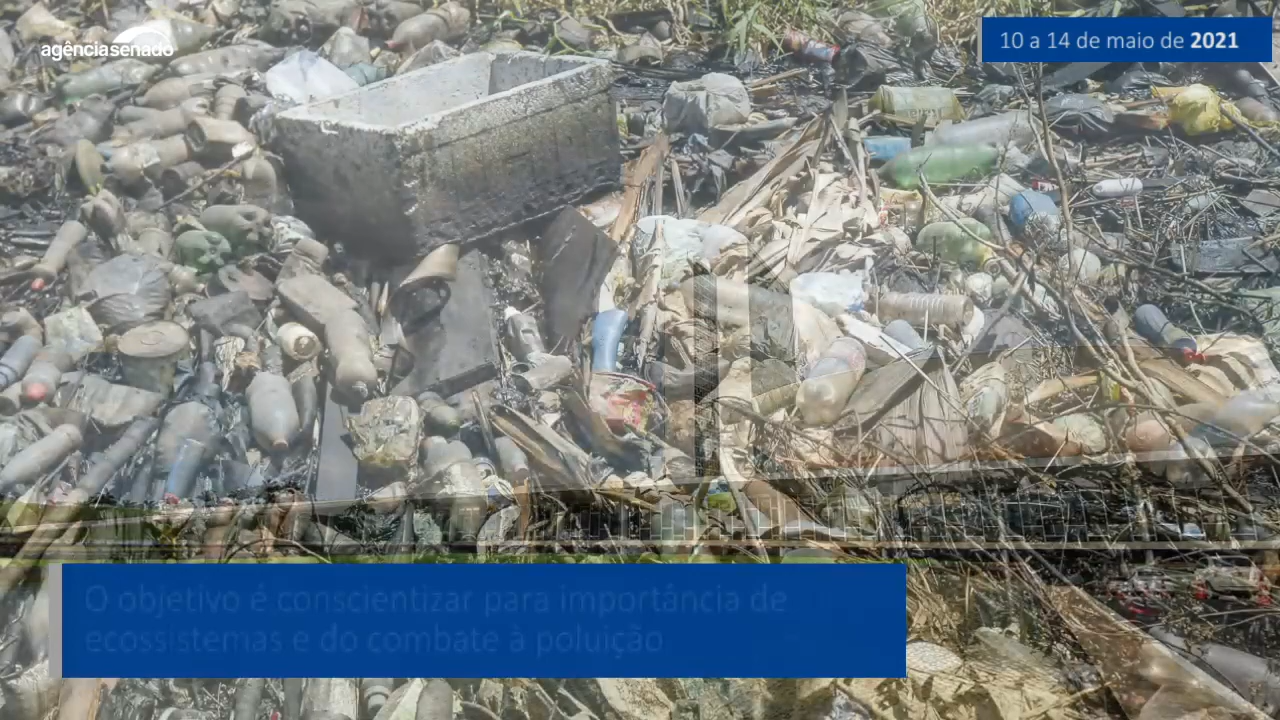 agênciasenado
10 a 14 de maio de 2021
O objetivo é conscientizar para importância de
ecossistemas e do combate à poluição